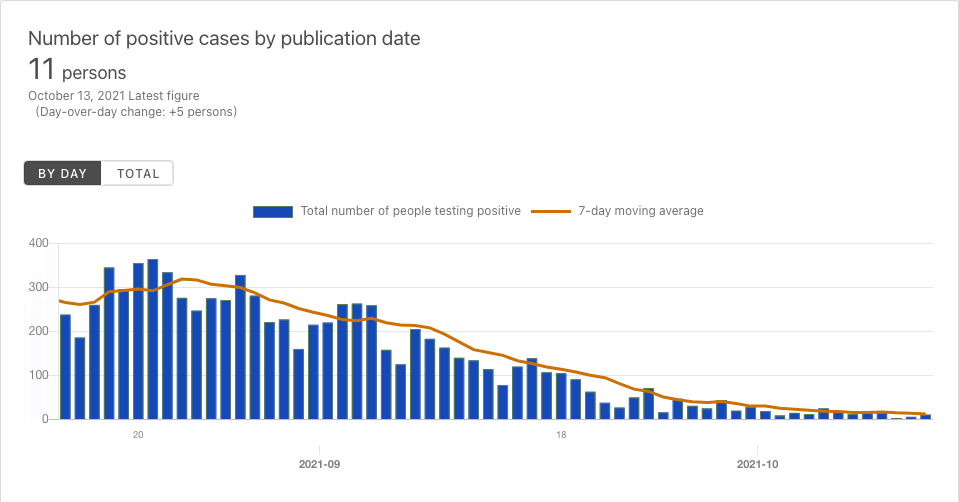 Number of positive cases by publication date
11 persons
October 13, 2021 Latest figure
(Day-over-day change: +5 persons)
BY DAY TOTAL
Total number of people testing positive 7-day moving average
400
300
200
100
0
20 18
2021-09 2021-10